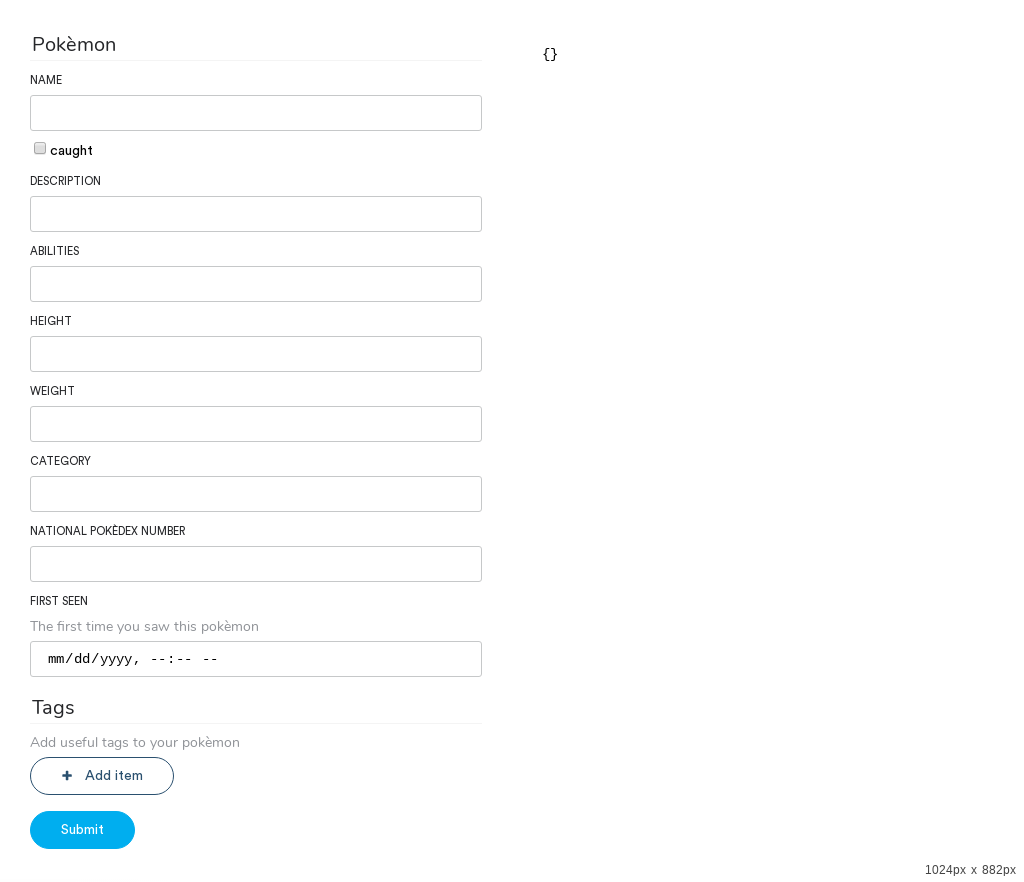 Pokèmon
{}
NAME
caught
DESCRIPTION
ABILITIES
HEIGHT
WEIGHT
CATEGORY
NATIONAL POKÈDEX NUMBER
FIRST SEEN
The first time you saw this pokèmon
mm/dd/yyyy, --:-- --
Tags
Add useful tags to your pokèmon
+ Add item
Submit
1024px x 882px